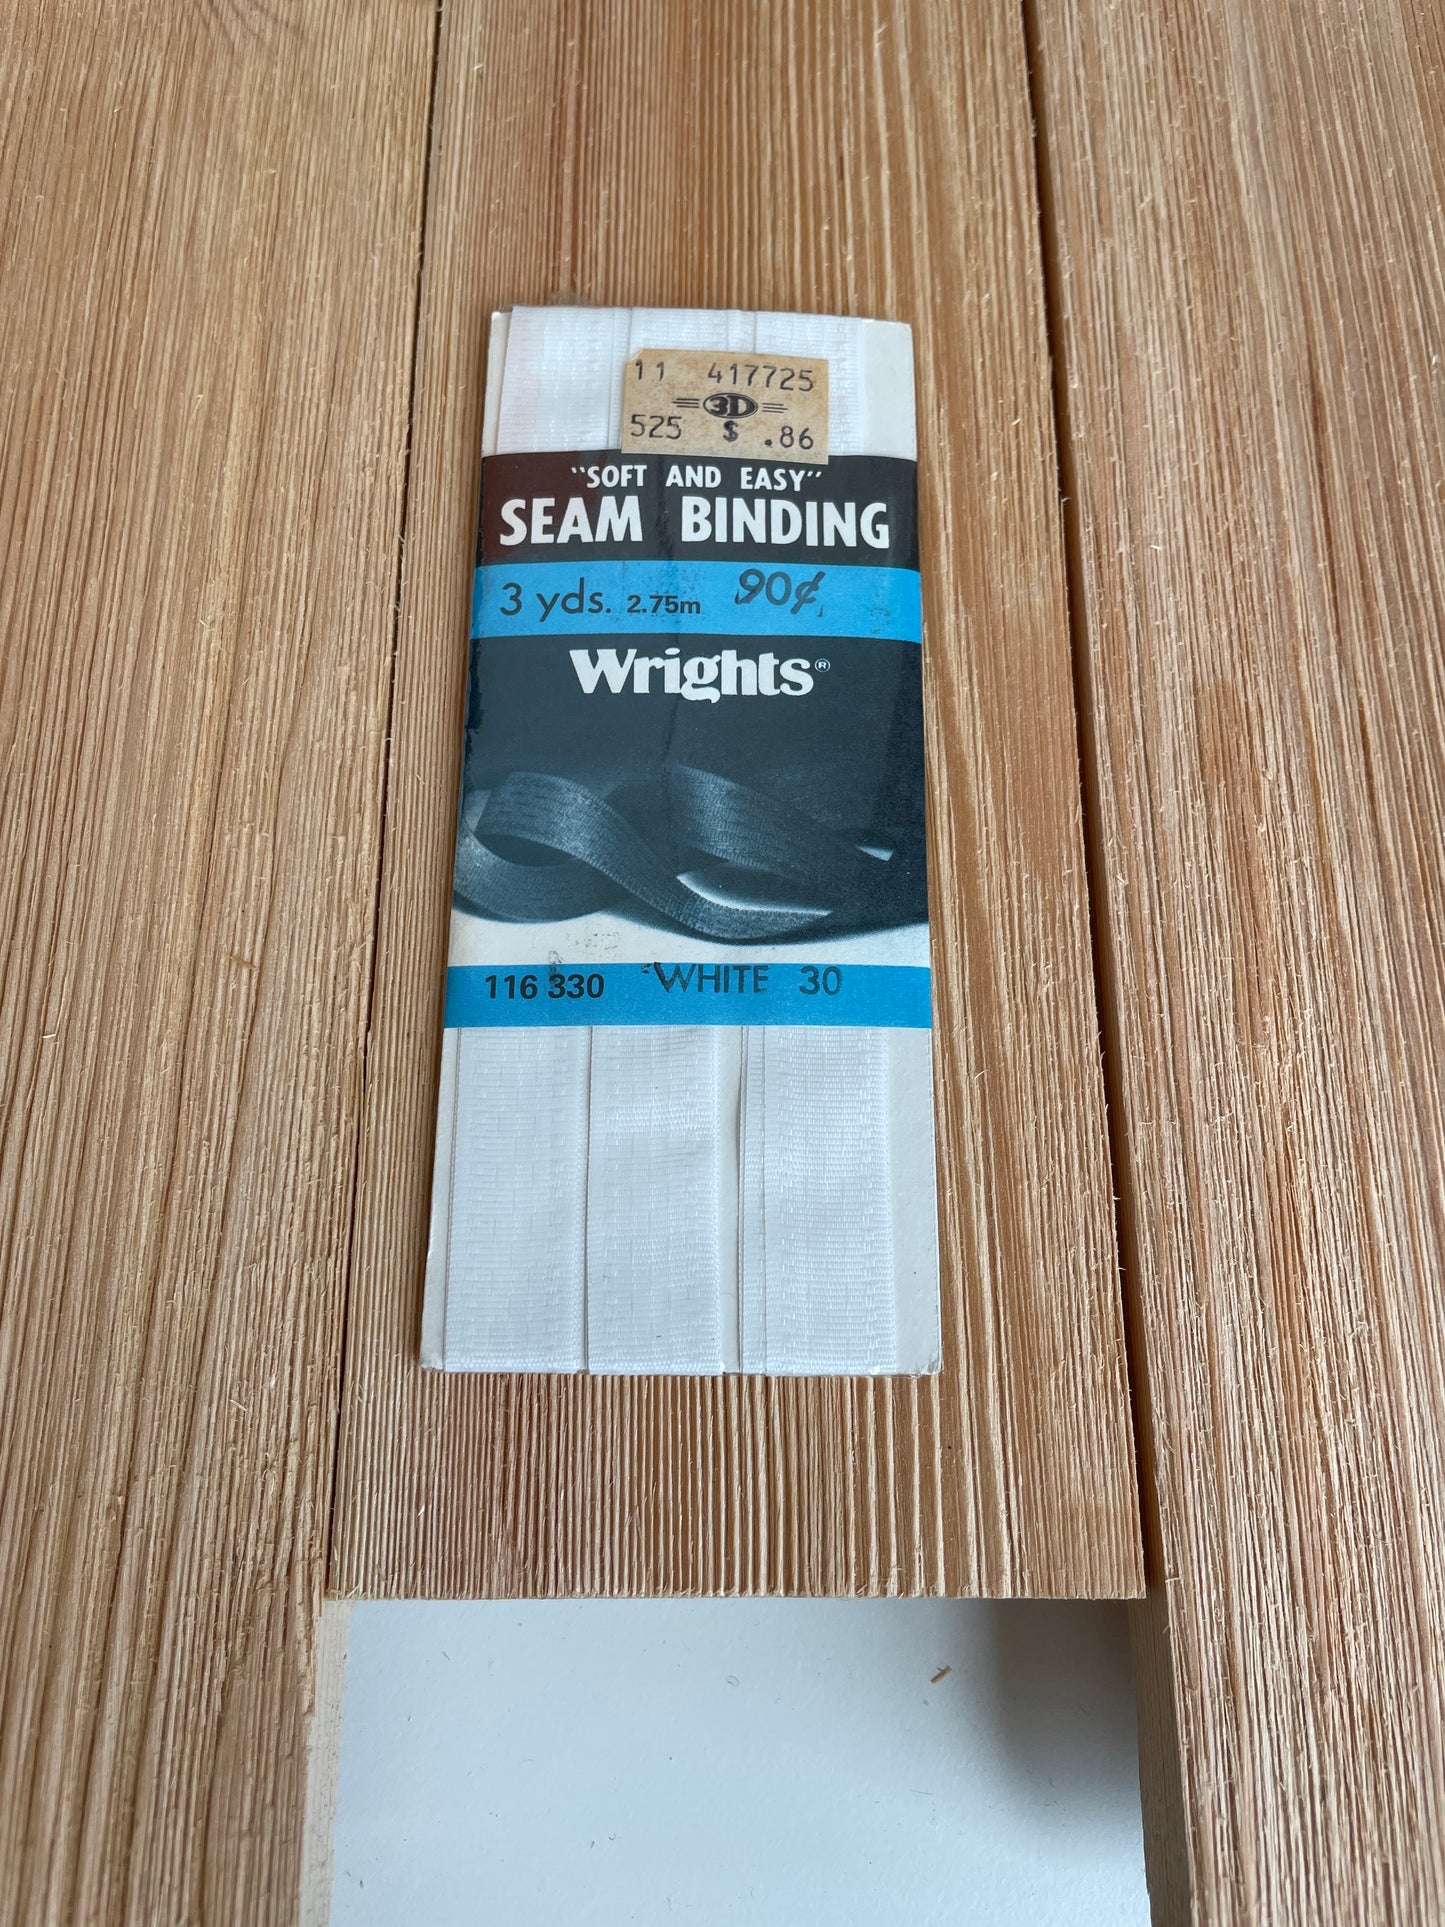 11 417725
3D
525 $ .86
"SOFT AND EASY"
SEAM BINDING
3 yds. 2.75m 90¢
Wrights®
116 330 WHITE 30